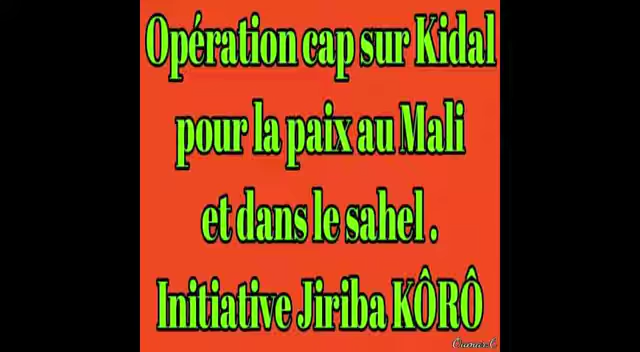 Opération cap sur Kidal
pour la paix au Mali
et dans le sahel .
Initiative Jiriba KÔRÔ